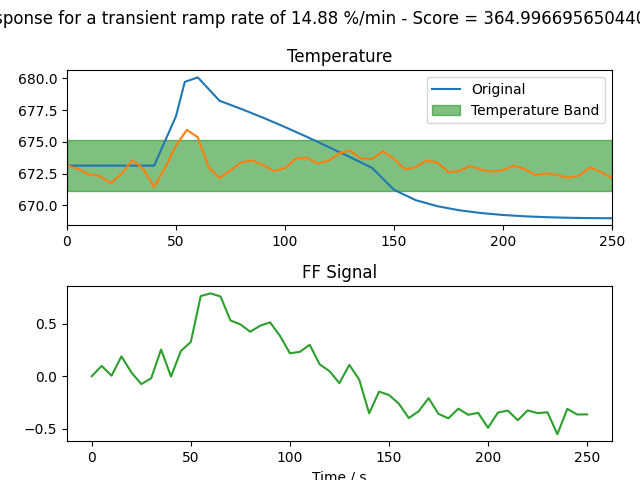 sponse for a transient ramp rate of 14.88 %/min - Score = 364.996695650440
Temperature
680.0
677.5
675.0
672.5
670.0
Original
Temperature Band
0 50 100 150 200 250
FF Signal
0.5
0.0
−0.5
0 50 100 150 200 250
Time / s